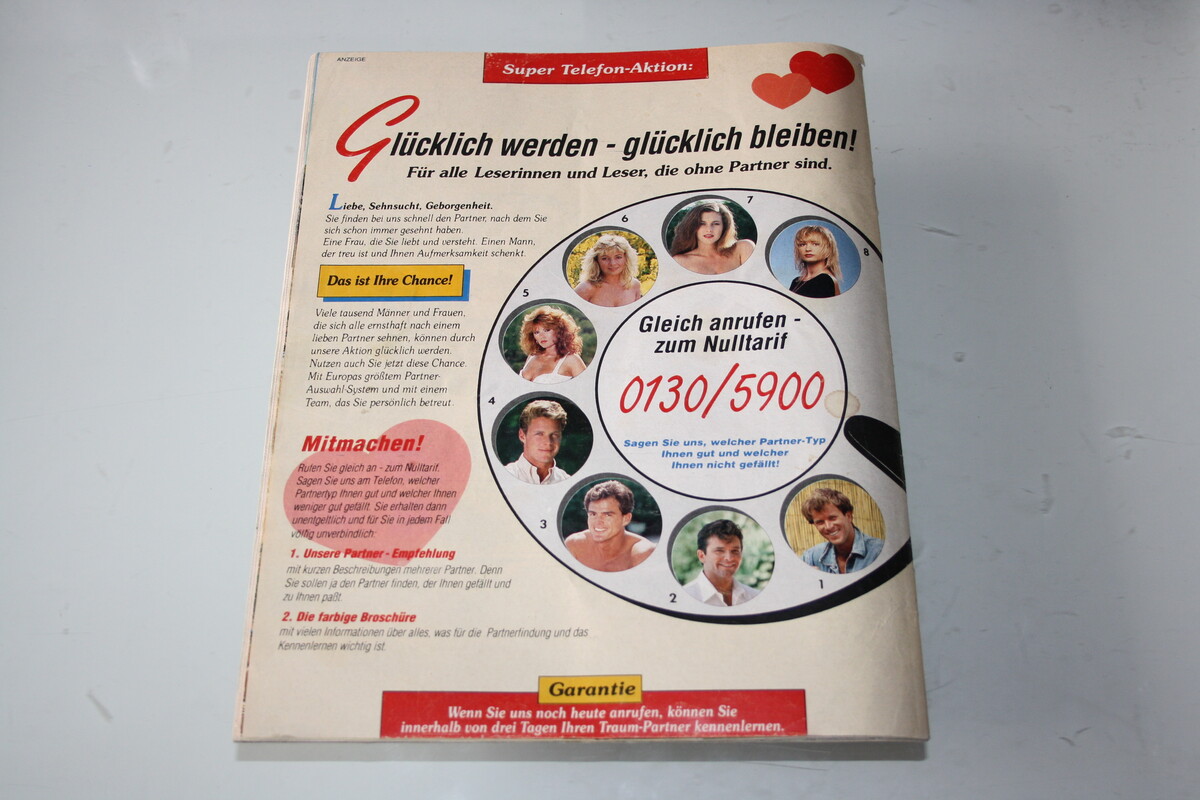 ANZEIGE
Super Telefon-Aktion:
Glücklich werden - glücklich bleiben!
Für alle Leserinnen und Leser, die ohne Partner sind.
Liebe, Sehnsucht, Geborgenheit.
Sie finden bei uns schnell den Partner, nach dem Sie
sich schon immer gesehnt haben.
Eine Frau, die Sie liebt und versteht. Einen Mann,
der treu ist und Ihnen Aufmerksamkeit schenkt.
Das ist Ihre Chance!
Viele tausend Männer und Frauen,
die sich alle ernsthaft nach einem
lieben Partner sehnen, können durch
unsere Aktion glücklich werden.
Nutzen auch Sie jetzt diese Chance.
Mit Europas größtem Partner-
Auswahl-System und mit einem
Team, das Sie persönlich betreut.
Mitmachen!
Rufen Sie gleich an - zum Nulltarif.
Sagen Sie uns am Telefon, welcher
Partnertyp Ihnen gut und welcher Ihnen
weniger gut gefällt. Sie erhalten dann
unentgeltlich und für Sie in jedem Fall
völlig unverbindlich:
1. Unsere Partner - Empfehlung
mit kurzen Beschreibungen mehrerer Partner. Denn
Sie sollen ja den Partner finden, der Ihnen gefällt und
zu Ihnen paßt.
2. Die farbige Broschüre
mit vielen Informationen über alles, was für die Partnerfindung und das
Kennenlernen wichtig ist.
7
6
8
5
4
3
2
1
Gleich anrufen -
zum Nulltarif
0130/5900
Sagen Sie uns, welcher Partner-Typ
Ihnen gut und welcher
Ihnen nicht gefällt!
Garantie
Wenn Sie uns noch heute anrufen, können Sie
innerhalb von drei Tagen Ihren Traum-Partner kennenlernen.